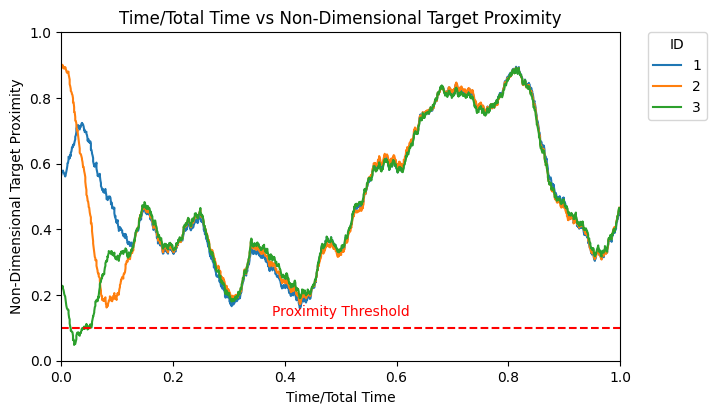 Time/Total Time vs Non-Dimensional Target Proximity
ID
1
2
3
Non-Dimensional Target Proximity
1.0
0.8
0.6
0.4
0.2
0.0
Proximity Threshold
0.0 0.2 0.4 0.6 0.8 1.0
Time/Total Time